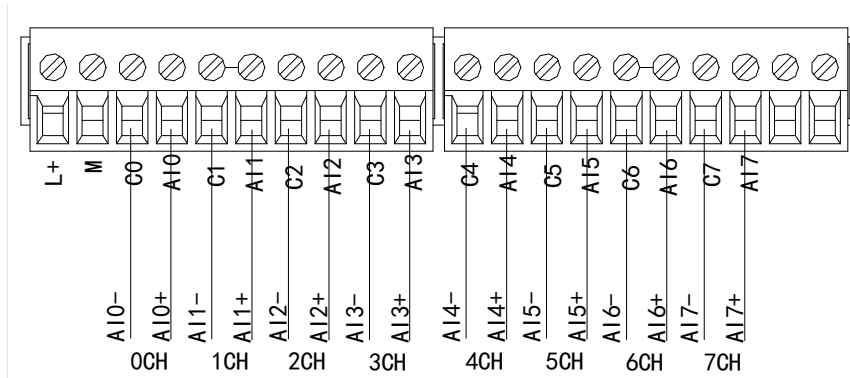 L+ M C0 AI0 C1 AI1 C2 AI2 C3 AI3 C4 AI4 C5 AI5 C6 AI6 C7 AI7
AI0- AI0+ AI1- AI1+ AI2- AI2+ AI3- AI3+ AI4- AI4+ AI5- AI5+ AI6- AI6+ AI7- AI7+
0CH 1CH 2CH 3CH 4CH 5CH 6CH 7CH